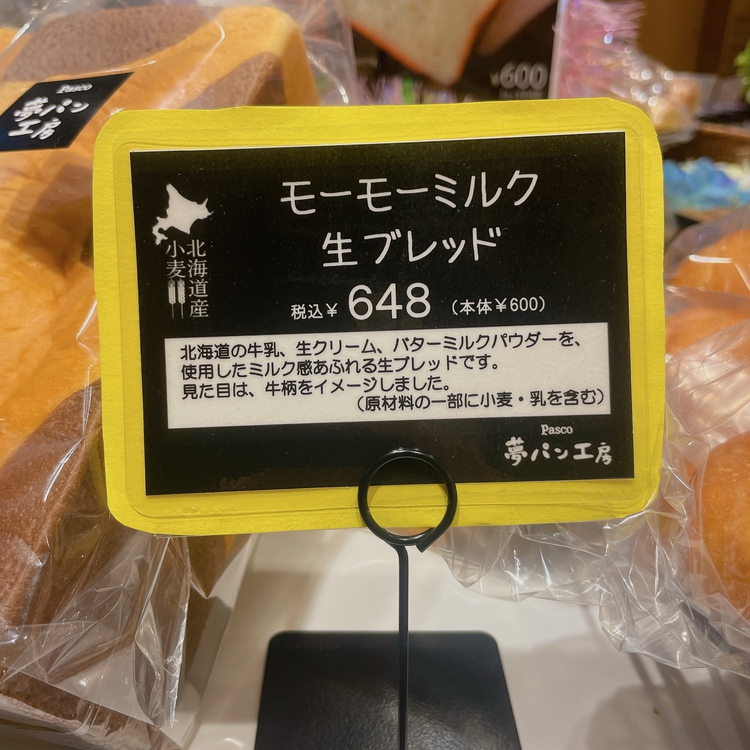 Pasco
夢パン
工房
¥600
モーモーミルク
生ブレッド
北海道産
小麦
税込¥ 648 (本体¥600)
北海道の牛乳、生クリーム、バターミルクパウダーを、
使用したミルク感あふれる生ブレッドです。
見た目は、牛柄をイメージしました。
(原材料の一部に小麦・乳を含む)
Pasco
夢パン工房